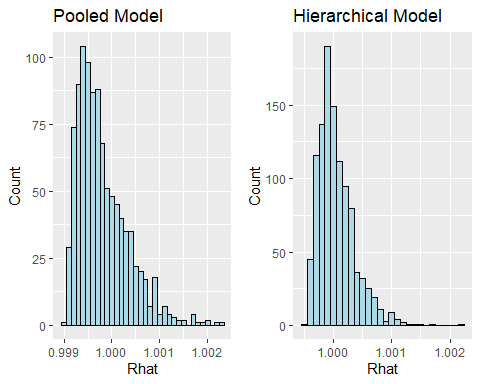 Pooled Model
Count
100
75
50
25
0
0.999 1.000 1.001 1.002
Rhat
Hierarchical Model
Count
150
100
50
0
1.000 1.001 1.002
Rhat